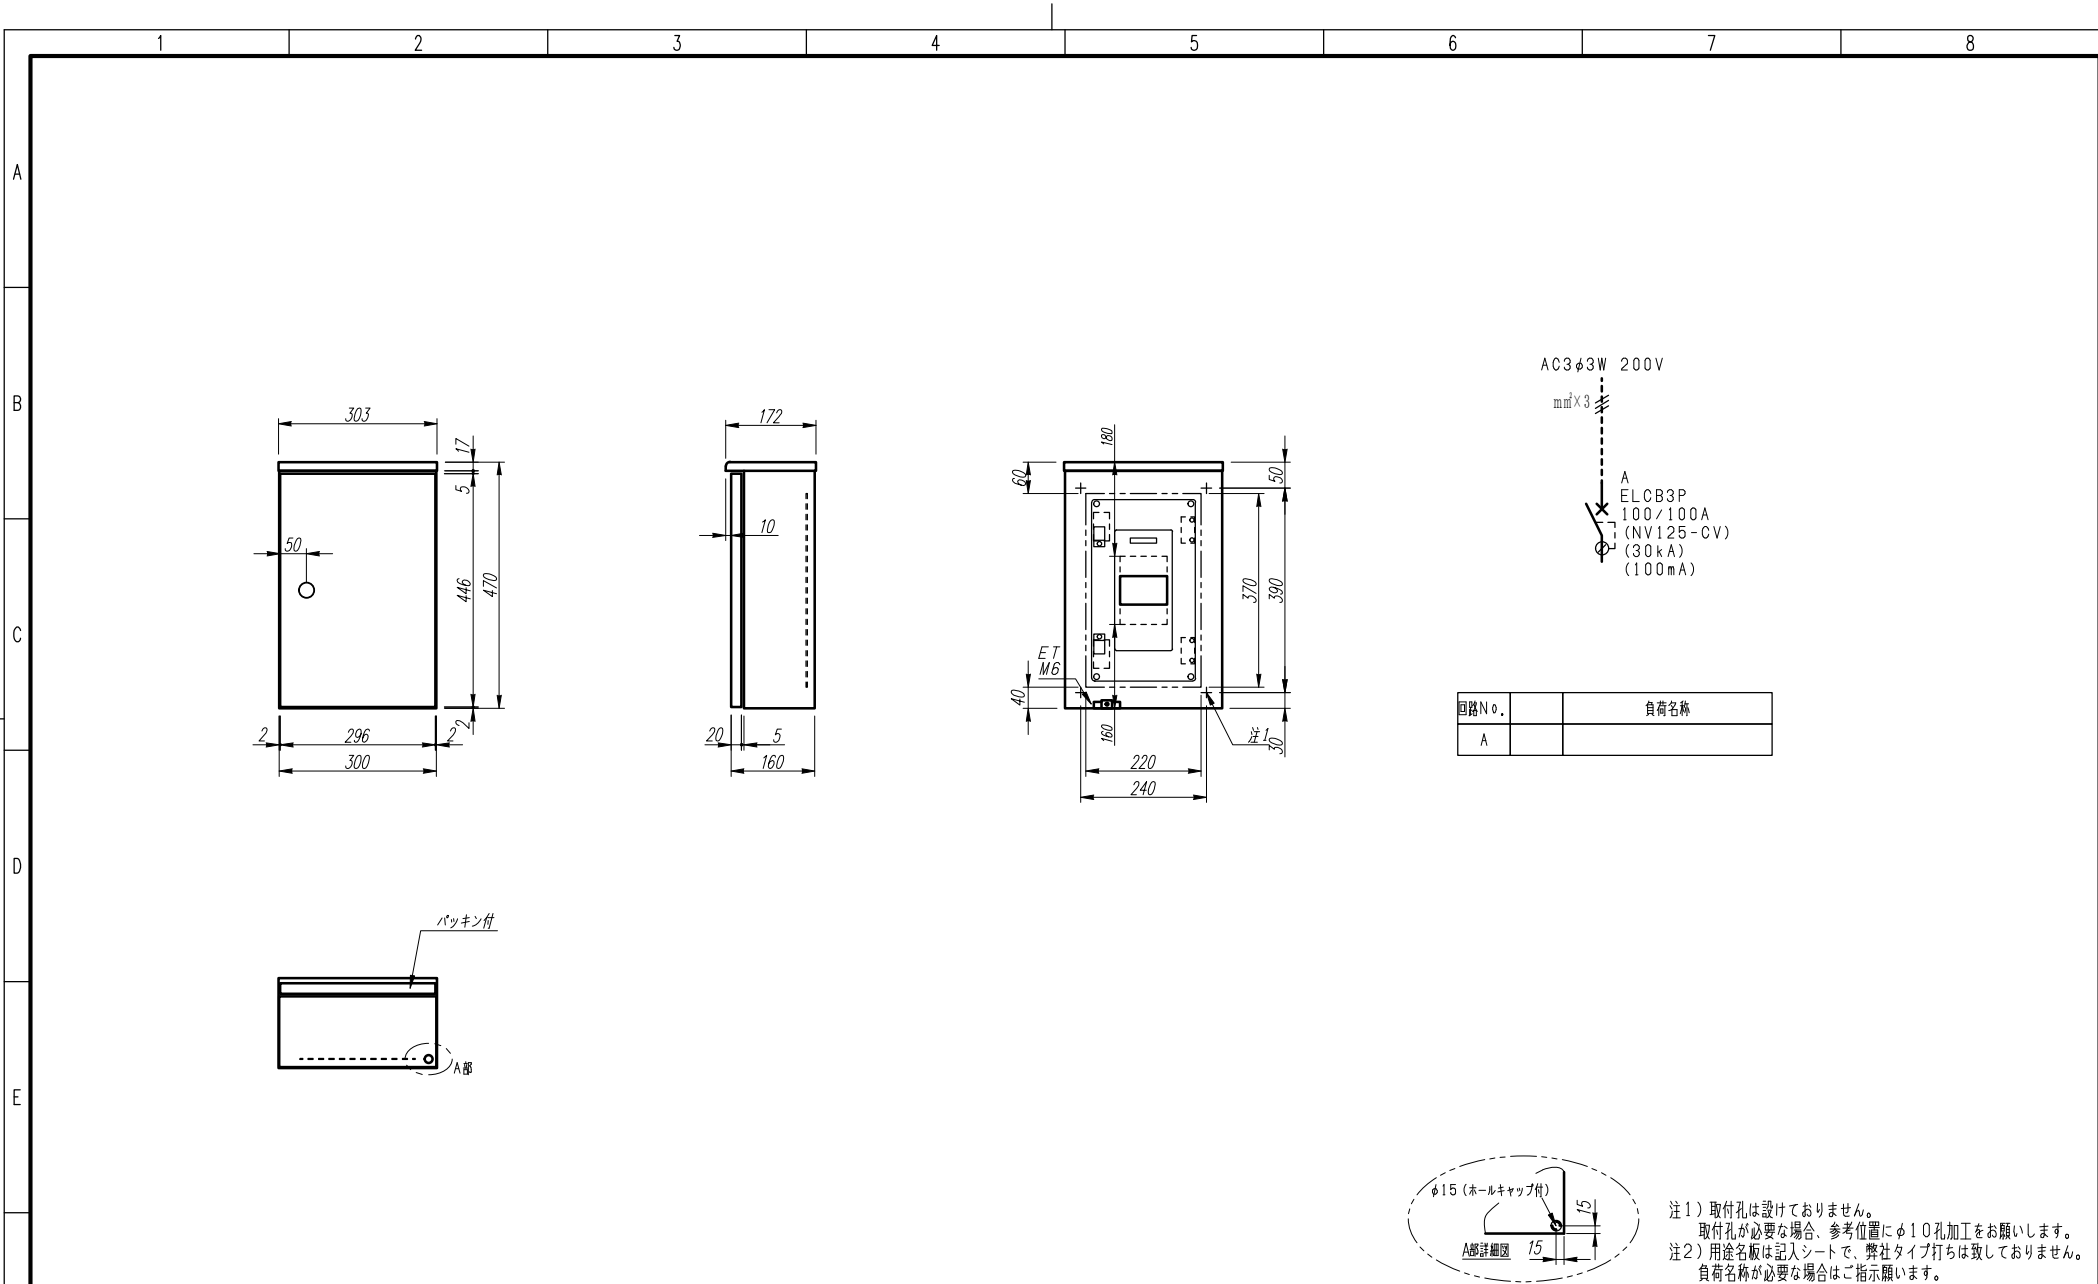 1 2 3 4 5 6 7 8
A
B
C
D
E
303
17
5
50
446
470
2
2
296
2
300
172
10
20
5
160
180
60
50
370
390
ET
M6
40
160
注1
30
220
240
AC3φ3W 200V
mm²×3
A
ELCB3P
100/100A
(NV125-CV)
(30kA)
(100mA)
回路No. 負荷名称
A
パッキン付
A部
φ15(ホールキャップ付)
15
A部詳細図
15
注1)取付孔は設けておりません。
取付孔が必要な場合、参考位置にφ10孔加工をお願いします。
注2)用途名板は記入シートで、弊社タイプ打ちは致しておりません。
負荷名称が必要な場合はご指示願います。